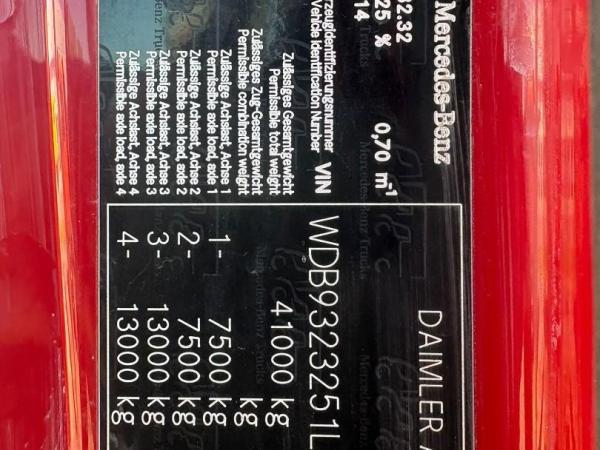 Mercedes-Benz
DAIMLER A
32.32
25 %
0,70 m⁻¹
14
rzeugidentifizierungsnummer
Vehicle Identification Number VIN
WDB9323251L
Zulässiges Gesamtgewicht
Permissible total weight
41000 kg
Zulässiges Zug-Gesamtgewicht
Permissible combination weight
kg
Zulässige Achslast, Achse 1
Permissible axle load, axle 1
1- 7500 kg
Zulässige Achslast, Achse 2
Permissible axle load, axle 2
2- 7500 kg
Zulässige Achslast, Achse 3
Permissible axle load, axle 3
3- 13000 kg
Zulässige Achslast, Achse 4
Permissible axle load, axle 4
4- 13000 kg